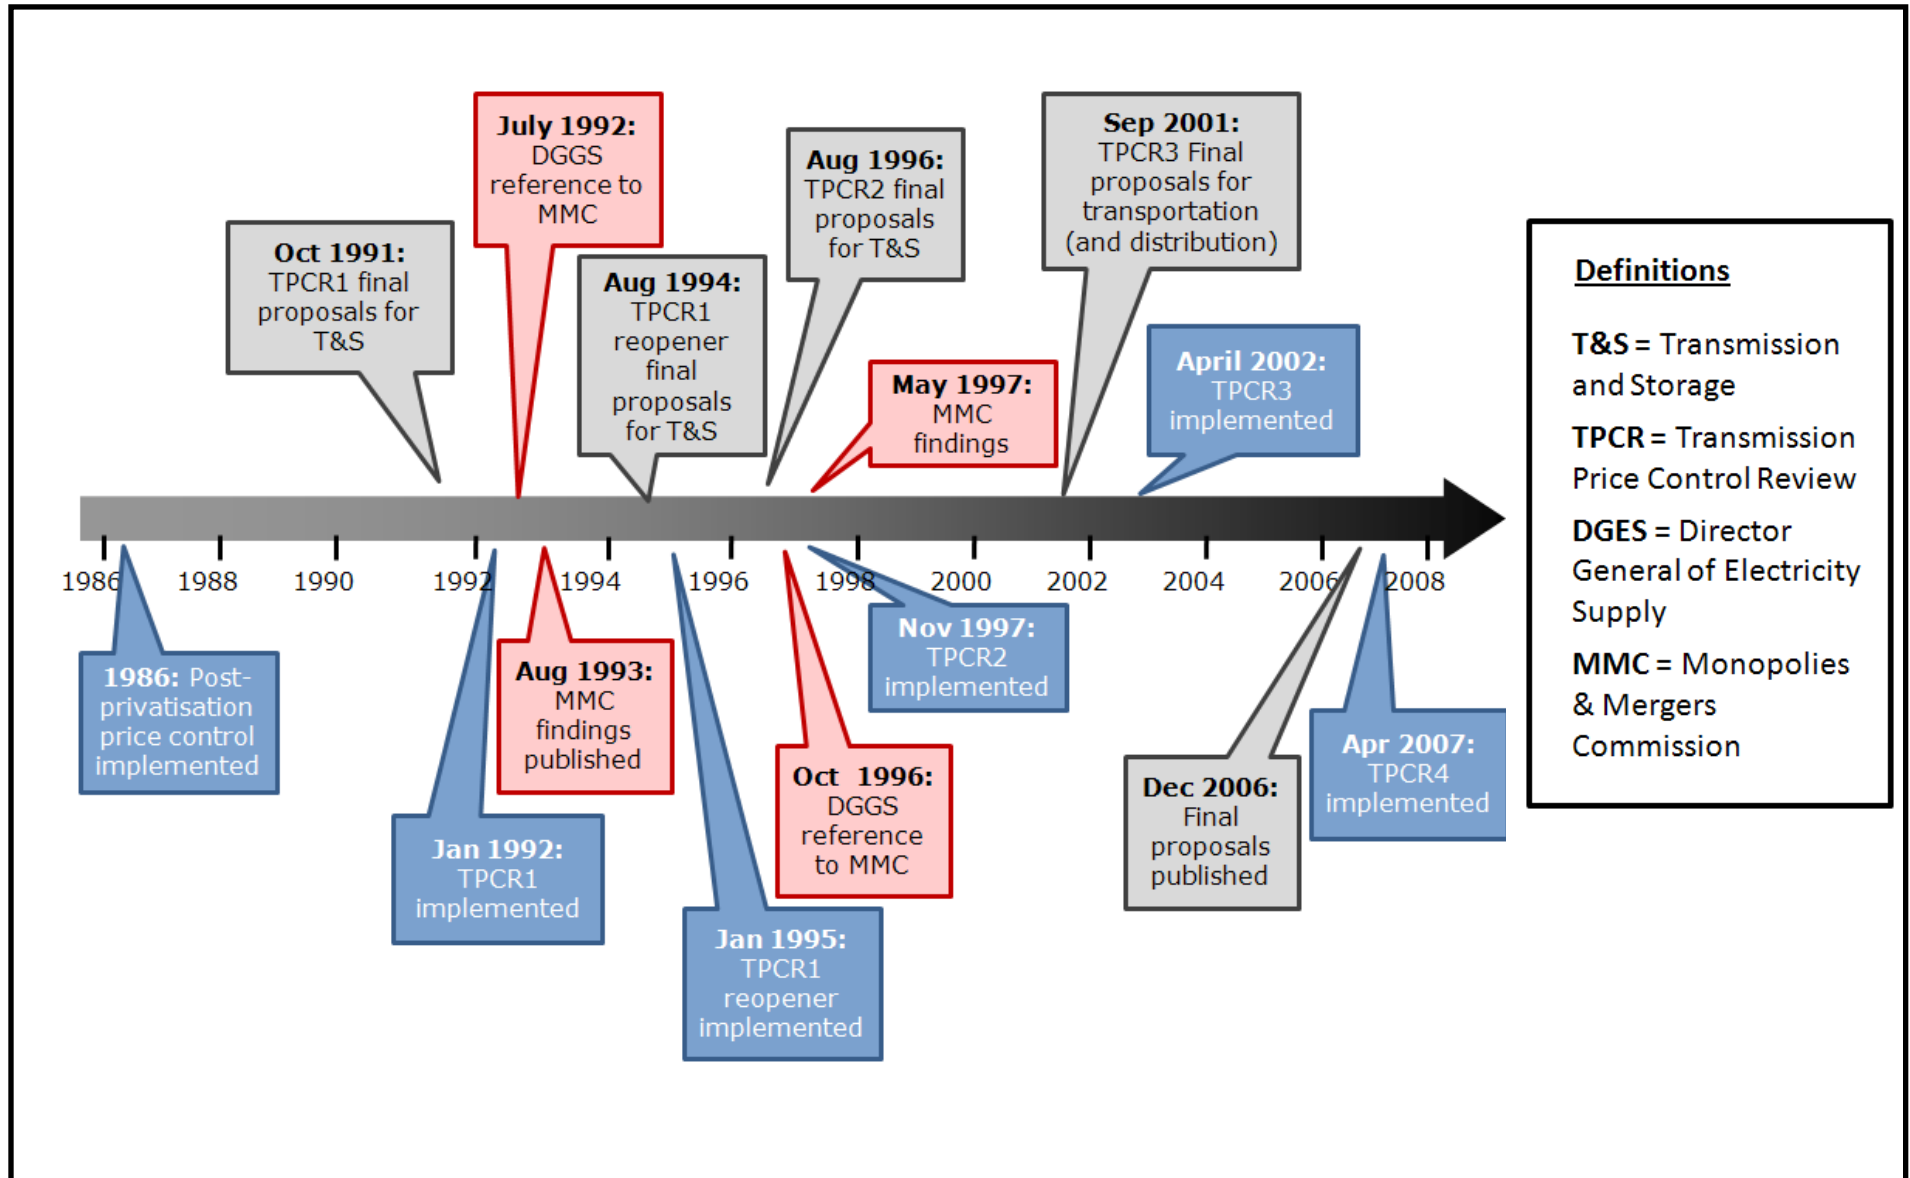 July 1992:
DGGS
reference to
MMC
Aug 1996:
TPCR2 final
proposals
for T&S
Sep 2001:
TPCR3 Final
proposals for
transportation
(and distribution)
Oct 1991:
TPCR1 final
proposals for
T&S
Aug 1994:
TPCR1
reopener
final
proposals
for T&S
May 1997:
MMC
findings
April 2002:
TPCR3
implemented
1986 1988 1990 1992 1994 1996 1998 2000 2002 2004 2006 2008
1986: Post-
privatisation
price control
implemented
Jan 1992:
TPCR1
implemented
Aug 1993:
MMC
findings
published
Jan 1995:
TPCR1
reopener
implemented
Oct 1996:
DGGS
reference
to MMC
Nov 1997:
TPCR2
implemented
Dec 2006:
Final
proposals
published
Apr 2007:
TPCR4
implemented
Definitions
T&S = Transmission
and Storage
TPCR = Transmission
Price Control Review
DGES = Director
General of Electricity
Supply
MMC = Monopolies
& Mergers
Commission